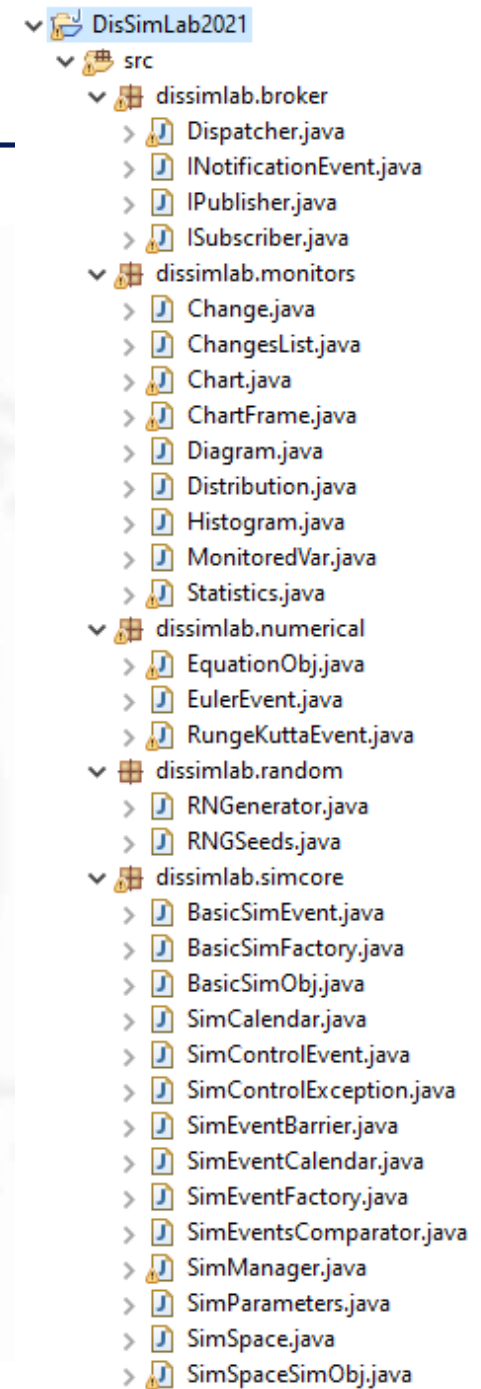 DisSimLab2021
src
dissimlab.broker
Dispatcher.java
INotificationEvent.java
IPublisher.java
ISubscriber.java
dissimlab.monitors
Change.java
ChangesList.java
Chart.java
ChartFrame.java
Diagram.java
Distribution.java
Histogram.java
MonitoredVar.java
Statistics.java
dissimlab.numerical
EquationObj.java
EulerEvent.java
RungeKuttaEvent.java
dissimlab.random
RNGenerator.java
RNGSeeds.java
dissimlab.simcore
BasicSimEvent.java
BasicSimFactory.java
BasicSimObj.java
SimCalendar.java
SimControlEvent.java
SimControlException.java
SimEventBarrier.java
SimEventCalendar.java
SimEventFactory.java
SimEventsComparator.java
SimManager.java
SimParameters.java
SimSpace.java
SimSpaceSimObj.java